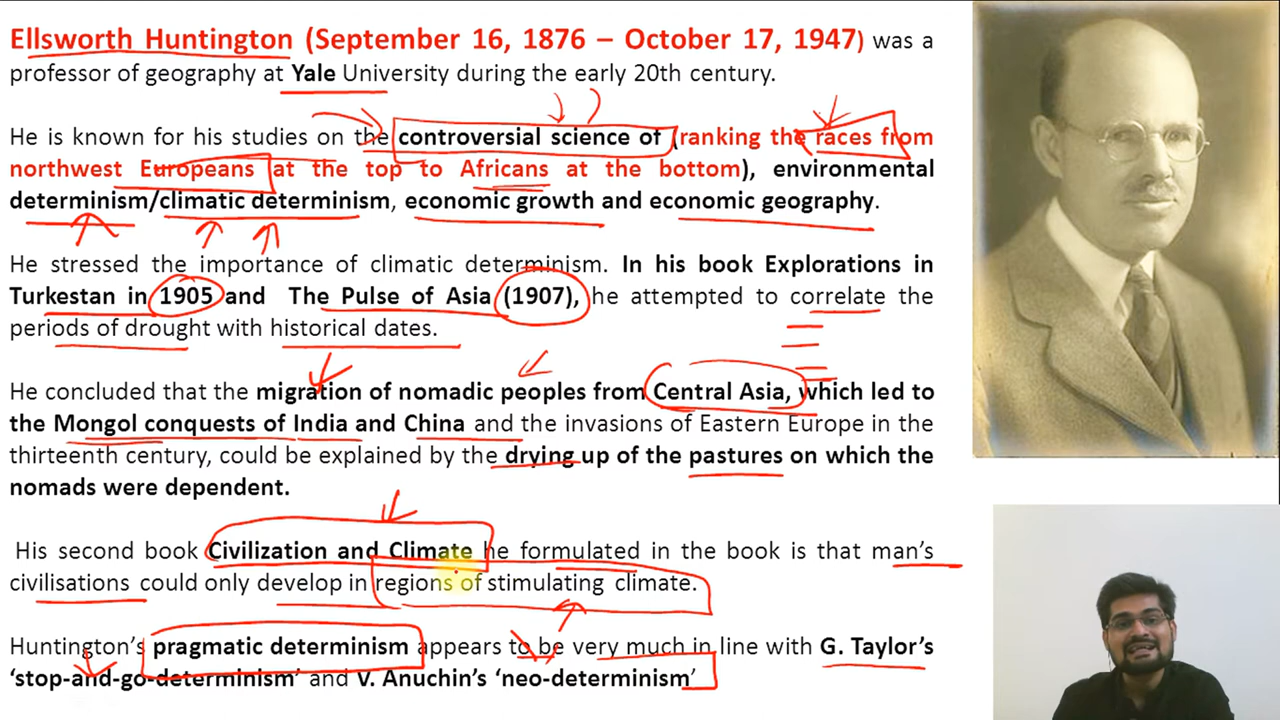 Ellsworth Huntington (September 16, 1876 – October 17, 1947) was a
professor of geography at Yale University during the early 20th century.
He is known for his studies on the controversial science of (ranking the races from
northwest Europeans at the top to Africans at the bottom), environmental
determinism/climatic determinism, economic growth and economic geography.
He stressed the importance of climatic determinism. In his book Explorations in
Turkestan in 1905 and The Pulse of Asia (1907), he attempted to correlate the
periods of drought with historical dates.
He concluded that the migration of nomadic peoples from Central Asia, which led to
the Mongol conquests of India and China and the invasions of Eastern Europe in the
thirteenth century, could be explained by the drying up of the pastures on which the
nomads were dependent.
His second book Civilization and Climate he formulated in the book is that man's
civilisations could only develop in regions of stimulating climate.
Huntington's pragmatic determinism appears to be very much in line with G. Taylor's
'stop-and-go-determinism' and V. Anuchin's 'neo-determinism'